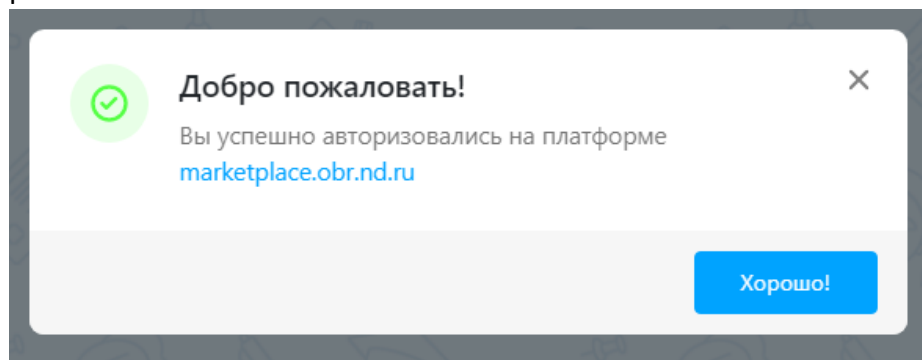 Добро пожаловать!
Вы успешно авторизовались на платформе
marketplace.obr.nd.ru
Хорошо!